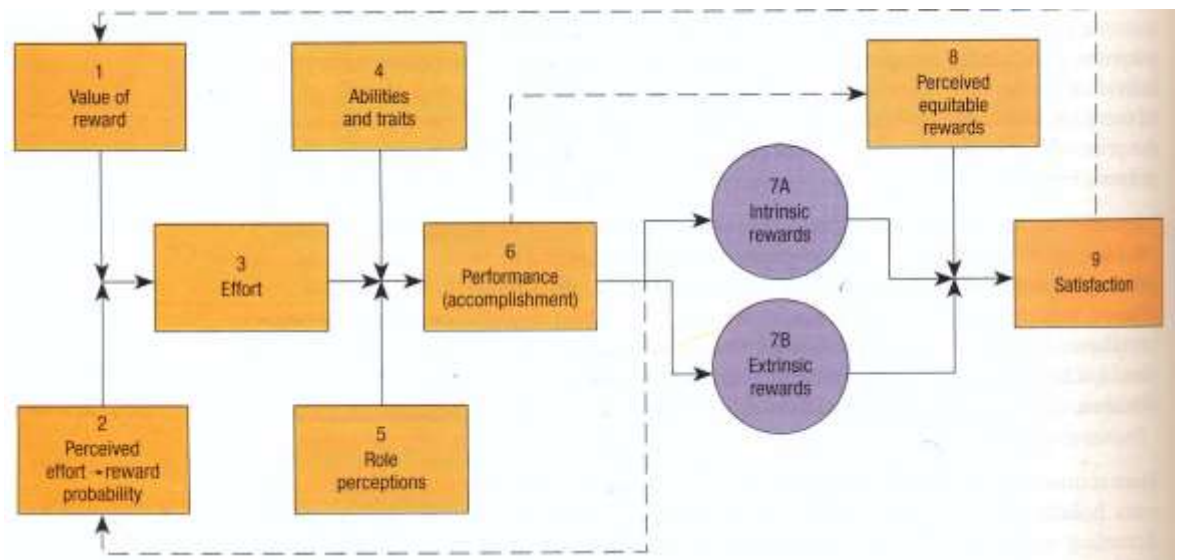 1
Value of
reward
4
Abilities
and traits
8
Perceived
equitable
rewards
7A
Intrinsic
rewards
3
Effort
6
Performance
(accomplishment)
9
Satisfaction
7B
Extrinsic
rewards
2
Perceived
effort → reward
probability
5
Role
perceptions